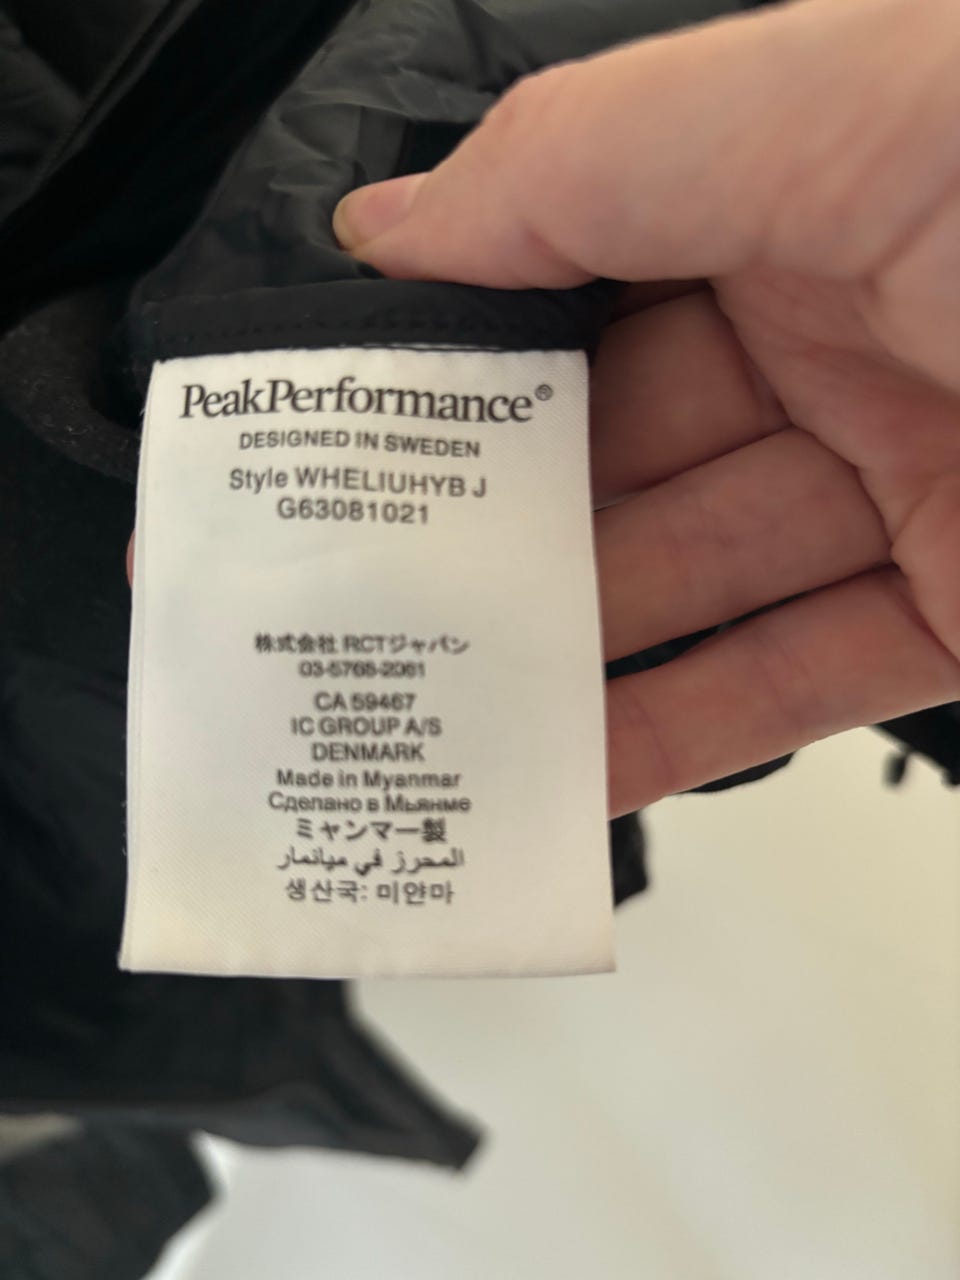 PeakPerformance®
DESIGNED IN SWEDEN
Style WHELIUHYB J
G63081021
株式会社 RCTジャパン
03-5768-2061
CA 59467
IC GROUP A/S
DENMARK
Made in Myanmar
Сделано в Мьянме
ミャンマー製
المحرز في ميانمار
생산국: 미얀마